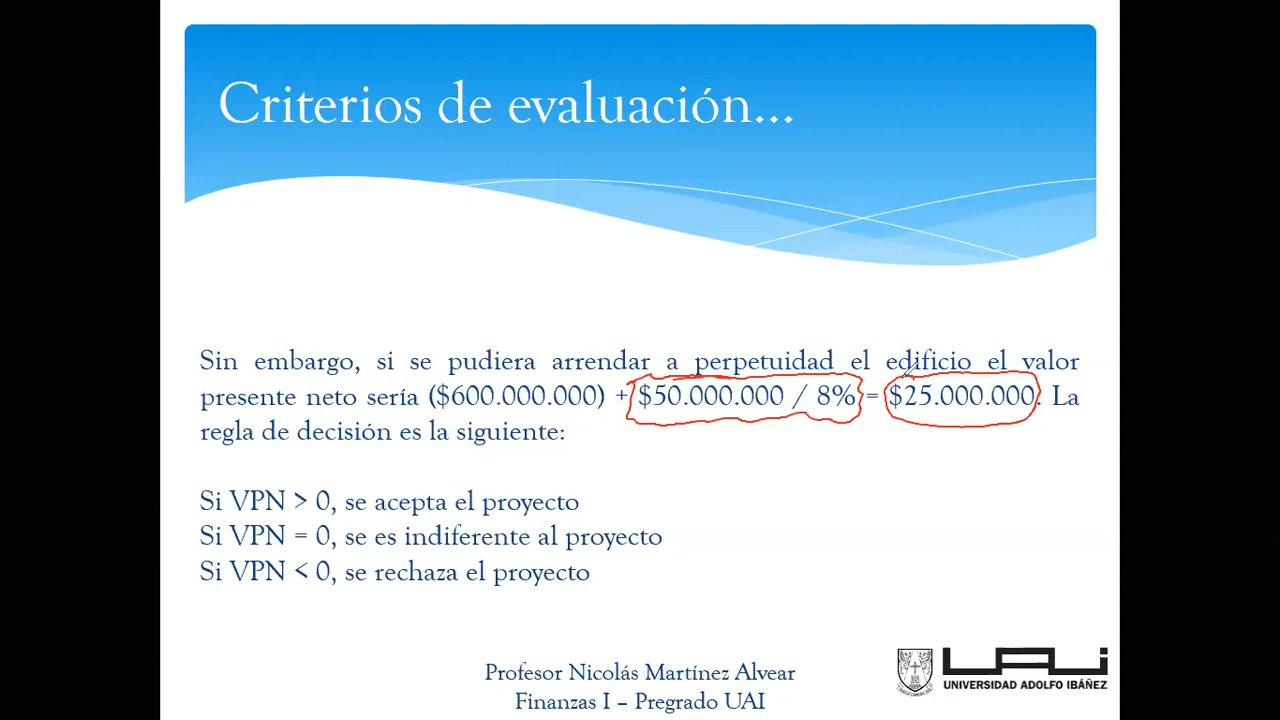 Criterios de evaluación...
Sin embargo, si se pudiera arrendar a perpetuidad el edificio el valor
presente neto sería ($600.000.000) + $50.000.000 / 8% = $25.000.000. La
regla de decisión es la siguiente:
Si VPN > 0, se acepta el proyecto
Si VPN = 0, se es indiferente al proyecto
Si VPN < 0, se rechaza el proyecto
Profesor Nicolás Martínez Alvear
Finanzas I – Pregrado UAI
UAI
UNIVERSIDAD ADOLFO IBÁÑEZ